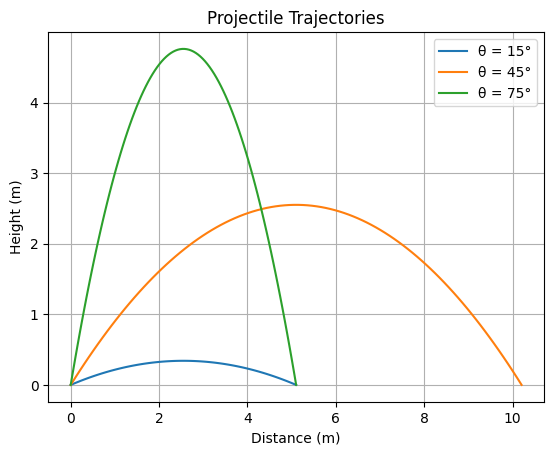 Projectile Trajectories
θ = 15°
θ = 45°
θ = 75°
Height (m)
4
3
2
1
0
0 2 4 6 8 10
Distance (m)